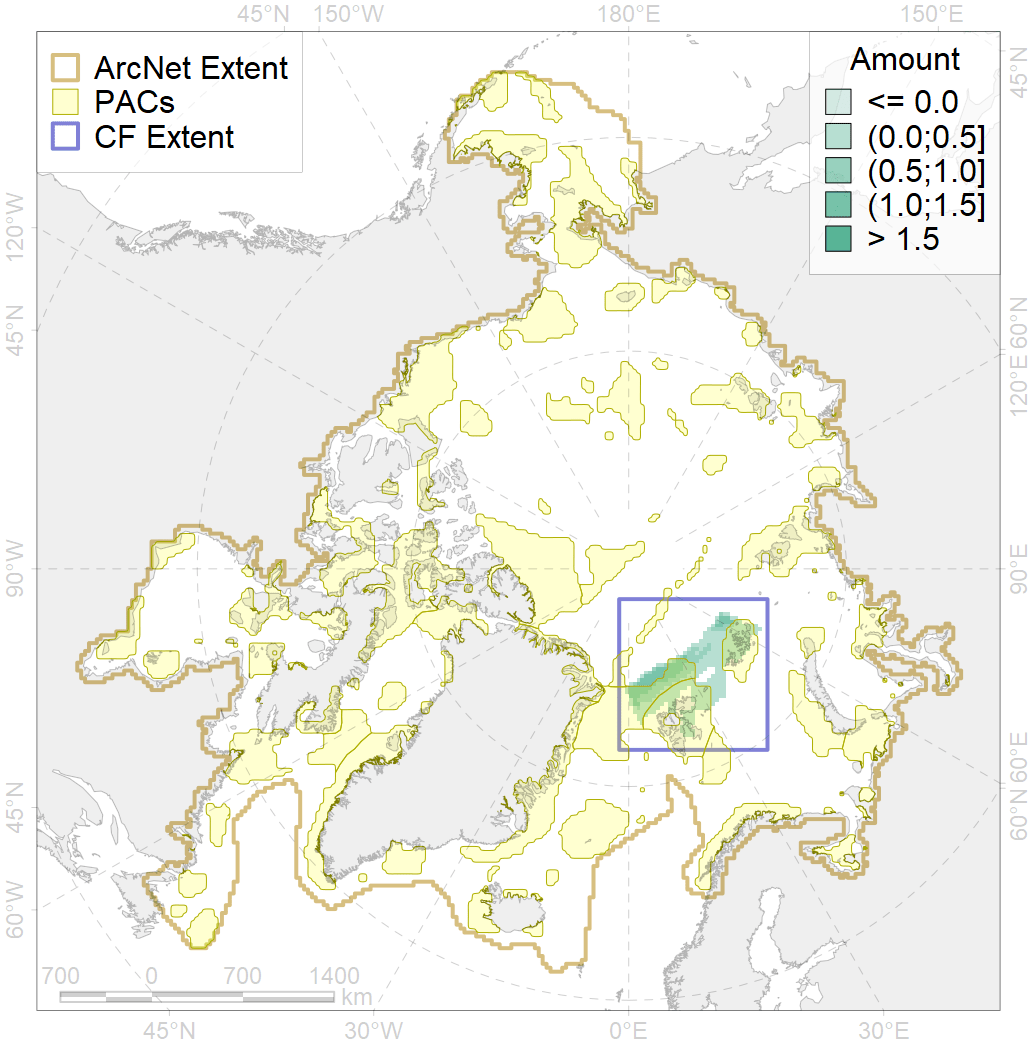 45°N 150°W 180°E 150°E
ArcNet Extent
PACs
CF Extent
Amount
<= 0.0
(0.0;0.5]
(0.5;1.0]
(1.0;1.5]
> 1.5
45°N
120°W
60°N
45°N
120°E
90°W
90°E
45°N
60°N
60°E
60°W
700 0 700 1400
km
45°N 30°W 0°E 30°E